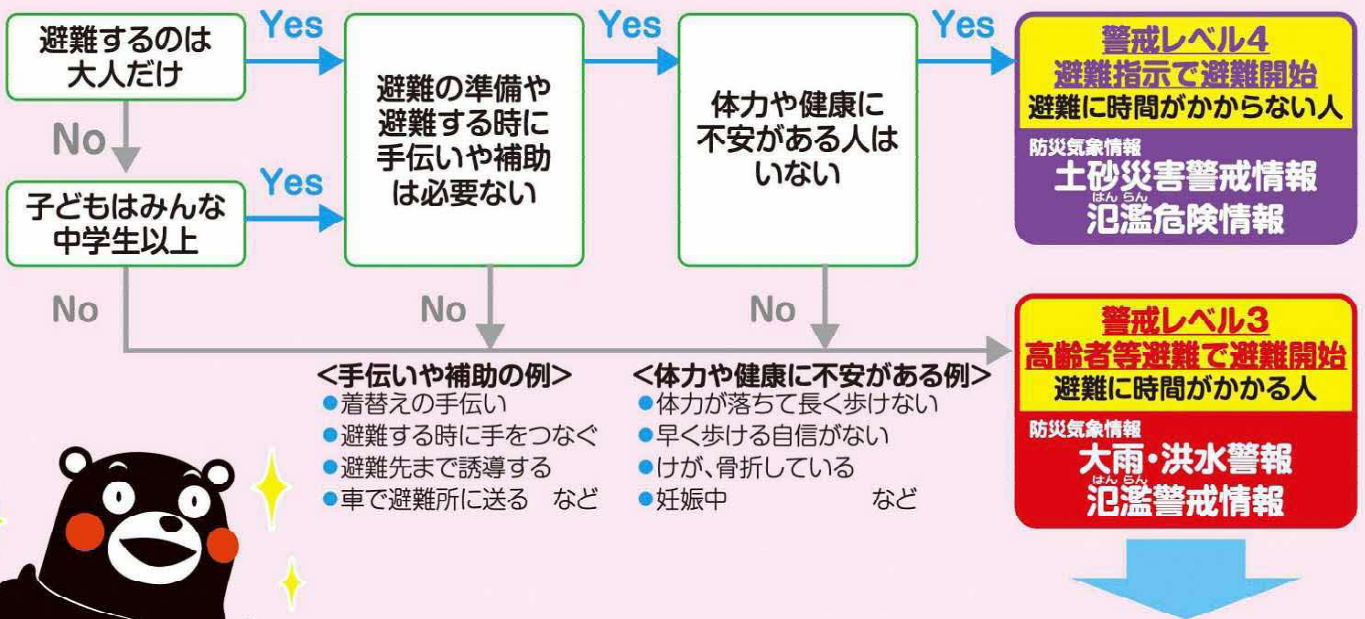 避難するのは
大人だけ
Yes
No
子どもはみんな
中学生以上
Yes
No
避難の準備や
避難する時に
手伝いや補助
は必要ない
Yes
No
体力や健康に
不安がある人は
いない
Yes
No
警戒レベル4
避難指示で避難開始
避難に時間がかからない人
防災気象情報
土砂災害警戒情報
はん らん
氾濫危険情報
警戒レベル3
高齢者等避難で避難開始
避難に時間がかかる人
防災気象情報
大雨・洪水警報
はん らん
氾濫警戒情報
<手伝いや補助の例>
●着替えの手伝い
●避難する時に手をつなぐ
●避難先まで誘導する
●車で避難所に送る など
<体力や健康に不安がある例>
●体力が落ちて長く歩けない
●早く歩ける自信がない
●けが、骨折している
●妊娠中 など